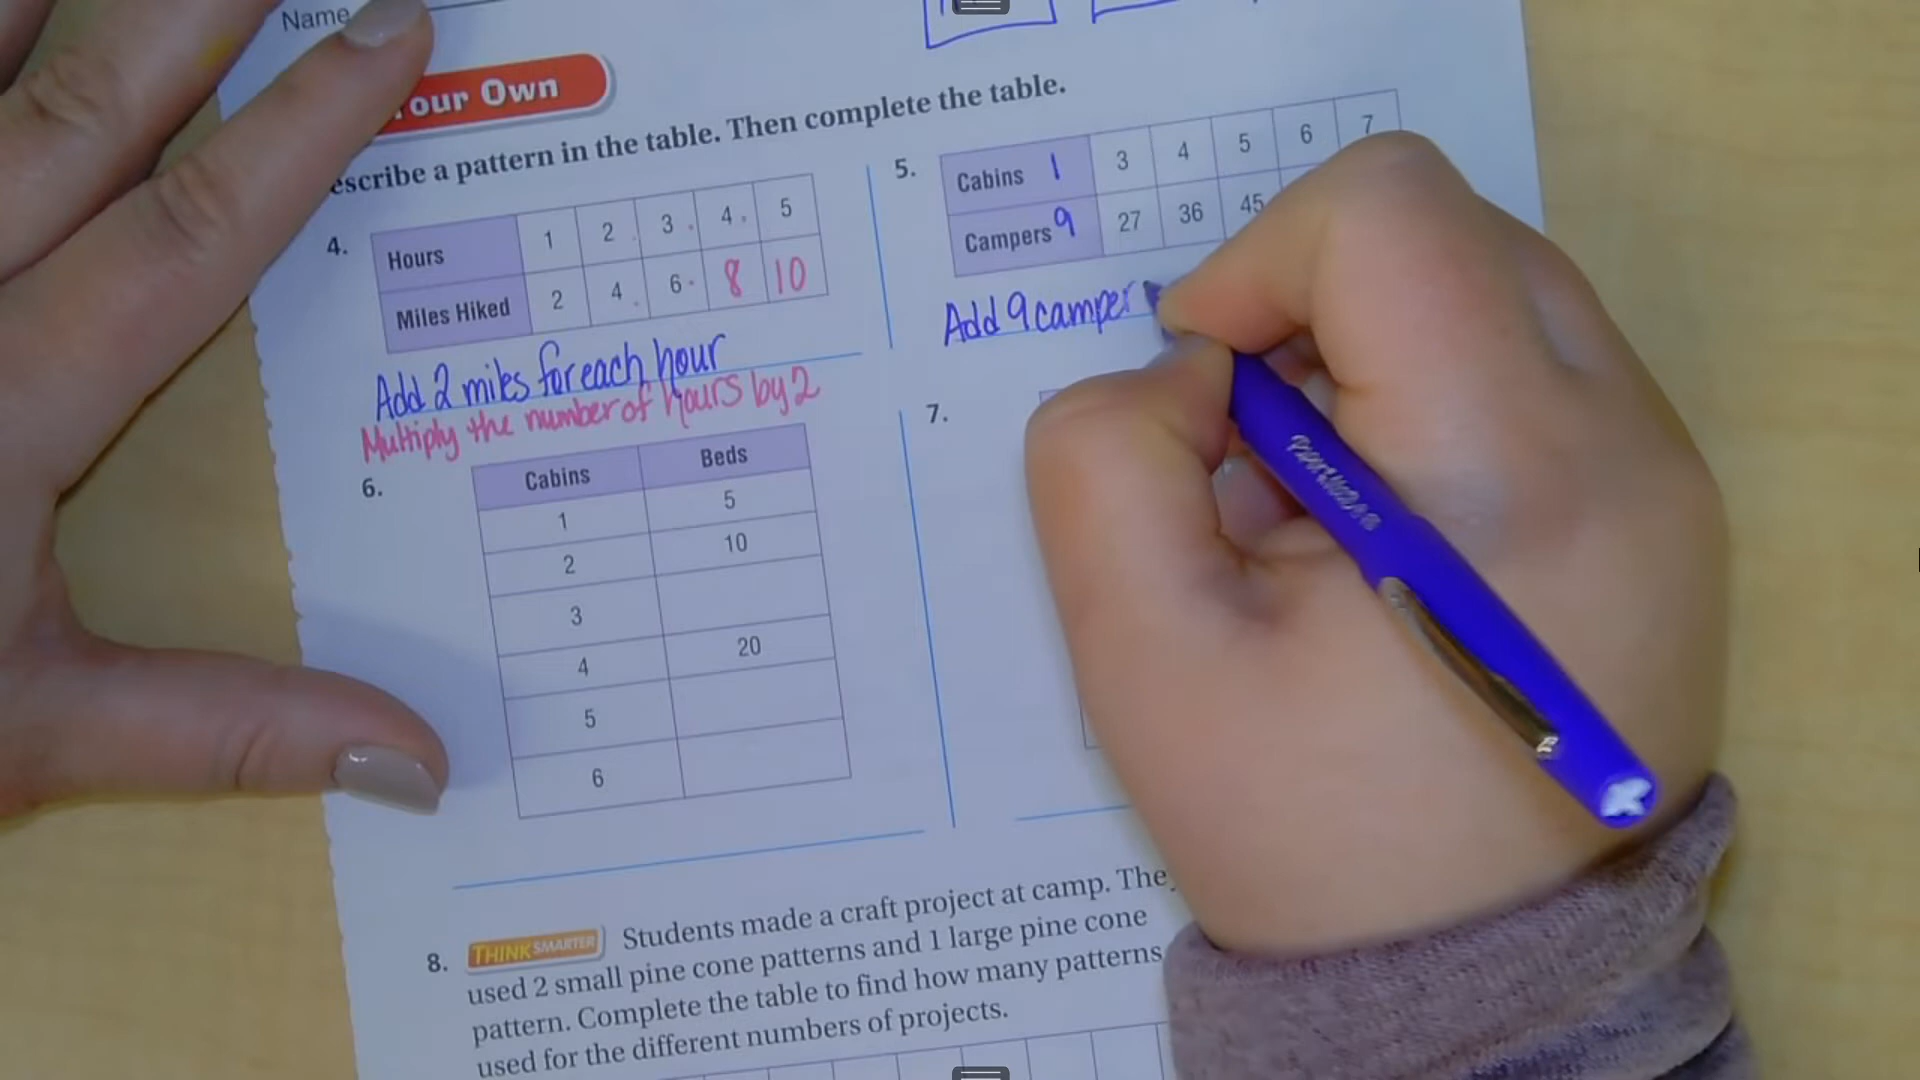 Name
our Own
escribe a pattern in the table. Then complete the table.
4.
Hours 1 2 3 4 5
Miles Hiked 2 4 6 8 10
Add 2 miles for each hour
Multiply the number of hours by 2
5.
Cabins 1 3 4 5 6 7
Campers 9 27 36 45
Add 9 camper
6.
Cabins Beds
1 5
2 10
3
4 20
5
6
7.
8. THINK SMARTER Students made a craft project at camp. They
used 2 small pine cone patterns and 1 large pine cone
pattern. Complete the table to find how many patterns
used for the different numbers of projects.